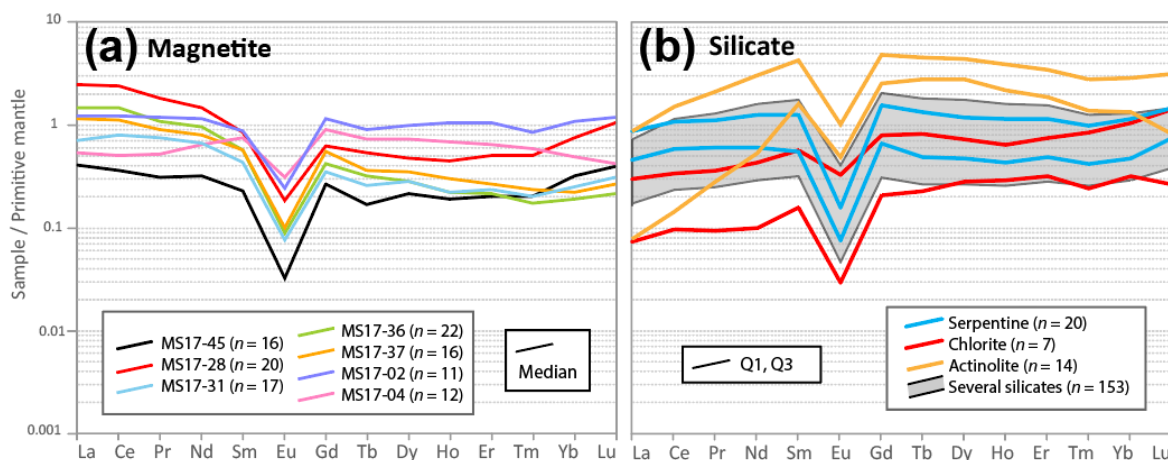 (a) Magnetite
(b) Silicate
Sample / Primitive mantle
10
1
0.1
0.01
0.001
MS17-45 (n = 16)
MS17-28 (n = 20)
MS17-31 (n = 17)
MS17-36 (n = 22)
MS17-37 (n = 16)
MS17-02 (n = 11)
MS17-04 (n = 12)
Median
Q1, Q3
Serpentine (n = 20)
Chlorite (n = 7)
Actinolite (n = 14)
Several silicates (n = 153)
La Ce Pr Nd Sm Eu Gd Tb Dy Ho Er Tm Yb Lu
La Ce Pr Nd Sm Eu Gd Tb Dy Ho Er Tm Yb Lu